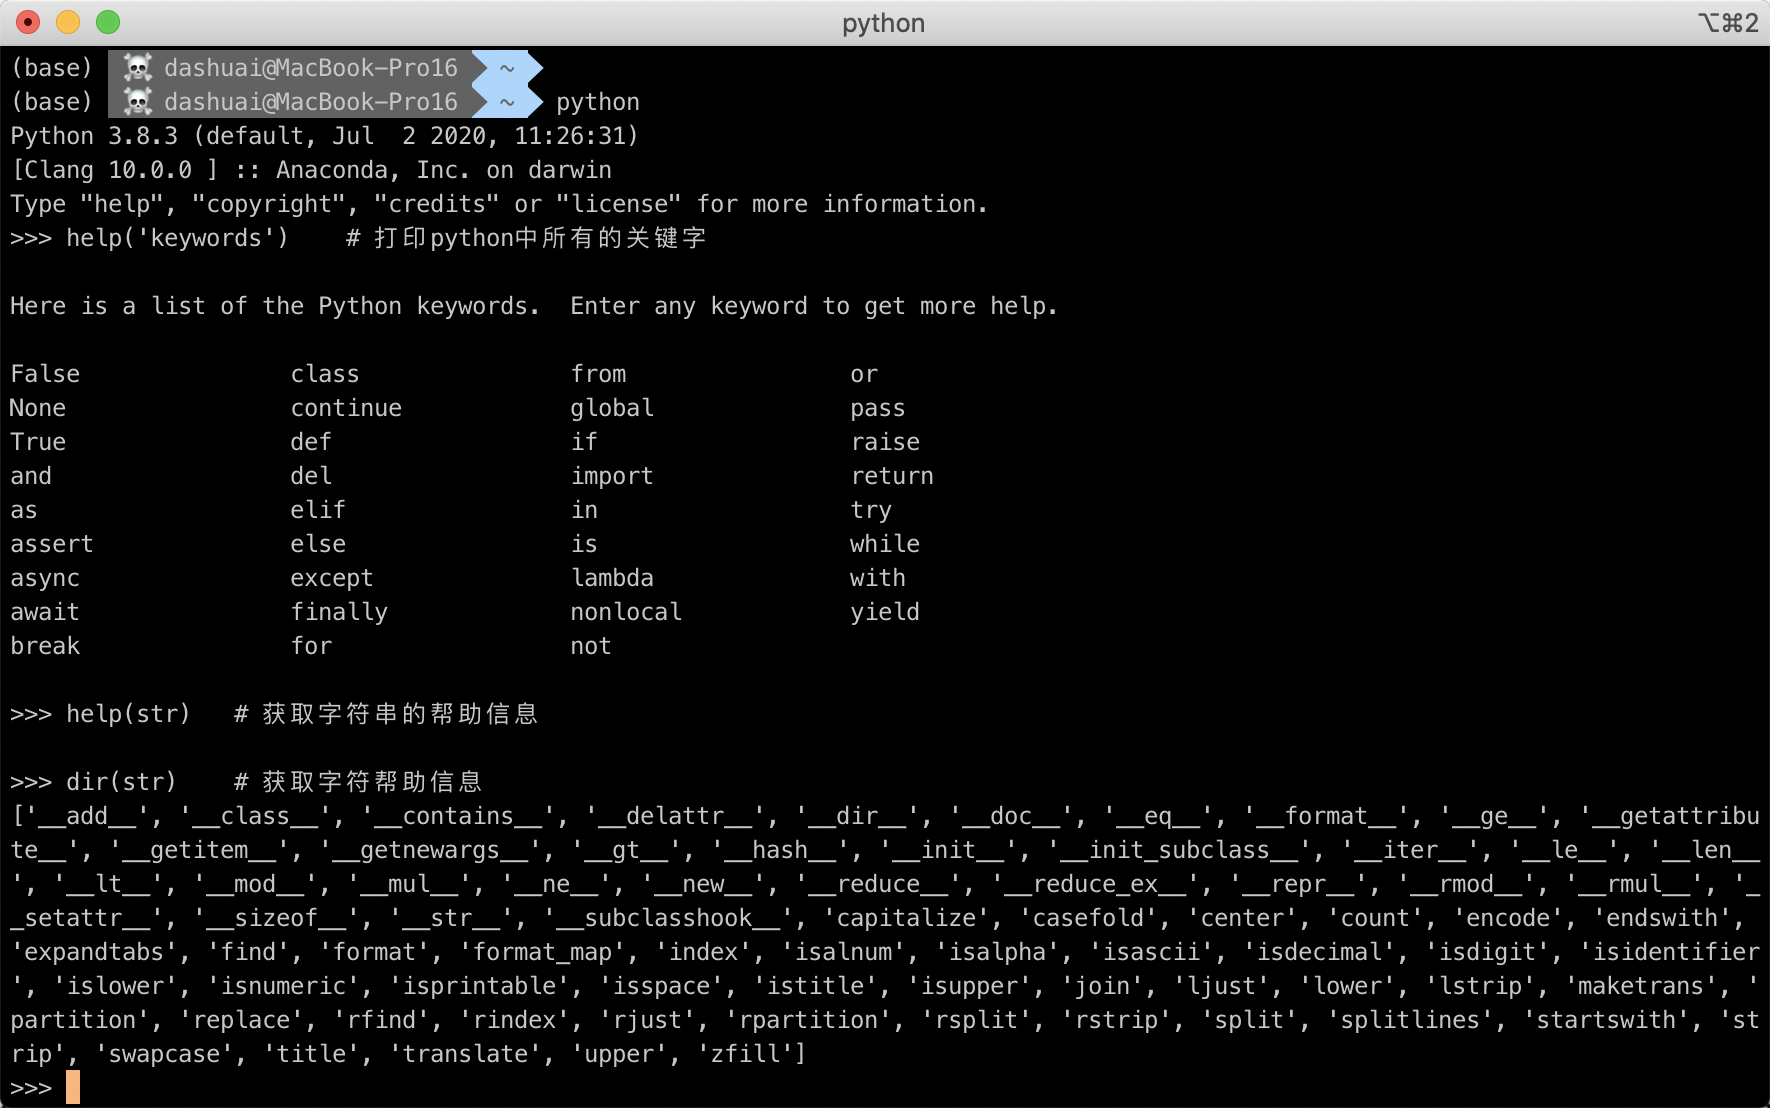 python ⌥⌘2
(base) ☠ dashuai@MacBook-Pro16 ~
(base) ☠ dashuai@MacBook-Pro16 ~ python
Python 3.8.3 (default, Jul  2 2020, 11:26:31)
[Clang 10.0.0 ] :: Anaconda, Inc. on darwin
Type "help", "copyright", "credits" or "license" for more information.
>>> help('keywords')    # 打印python中所有的关键字
Here is a list of the Python keywords.  Enter any keyword to get more help.
False               class               from                or
None                continue            global              pass
True                def                 if                  raise
and                 del                 import              return
as                  elif                in                  try
assert              else                is                  while
async               except              lambda              with
await               finally             nonlocal            yield
break               for                 not
>>> help(str)   # 获取字符串的帮助信息
>>> dir(str)    # 获取字符帮助信息
['__add__', '__class__', '__contains__', '__delattr__', '__dir__', '__doc__', '__eq__', '__format__', '__ge__', '__getattribu
te__', '__getitem__', '__getnewargs__', '__gt__', '__hash__', '__init__', '__init_subclass__', '__iter__', '__le__', '__len__
', '__lt__', '__mod__', '__mul__', '__ne__', '__new__', '__reduce__', '__reduce_ex__', '__repr__', '__rmod__', '__rmul__', '_
_setattr__', '__sizeof__', '__str__', '__subclasshook__', 'capitalize', 'casefold', 'center', 'count', 'encode', 'endswith',
'expandtabs', 'find', 'format', 'format_map', 'index', 'isalnum', 'isalpha', 'isascii', 'isdecimal', 'isdigit', 'isidentifier
', 'islower', 'isnumeric', 'isprintable', 'isspace', 'istitle', 'isupper', 'join', 'ljust', 'lower', 'lstrip', 'maketrans', '
partition', 'replace', 'rfind', 'rindex', 'rjust', 'rpartition', 'rsplit', 'rstrip', 'split', 'splitlines', 'startswith', 'st
rip', 'swapcase', 'title', 'translate', 'upper', 'zfill']
>>>